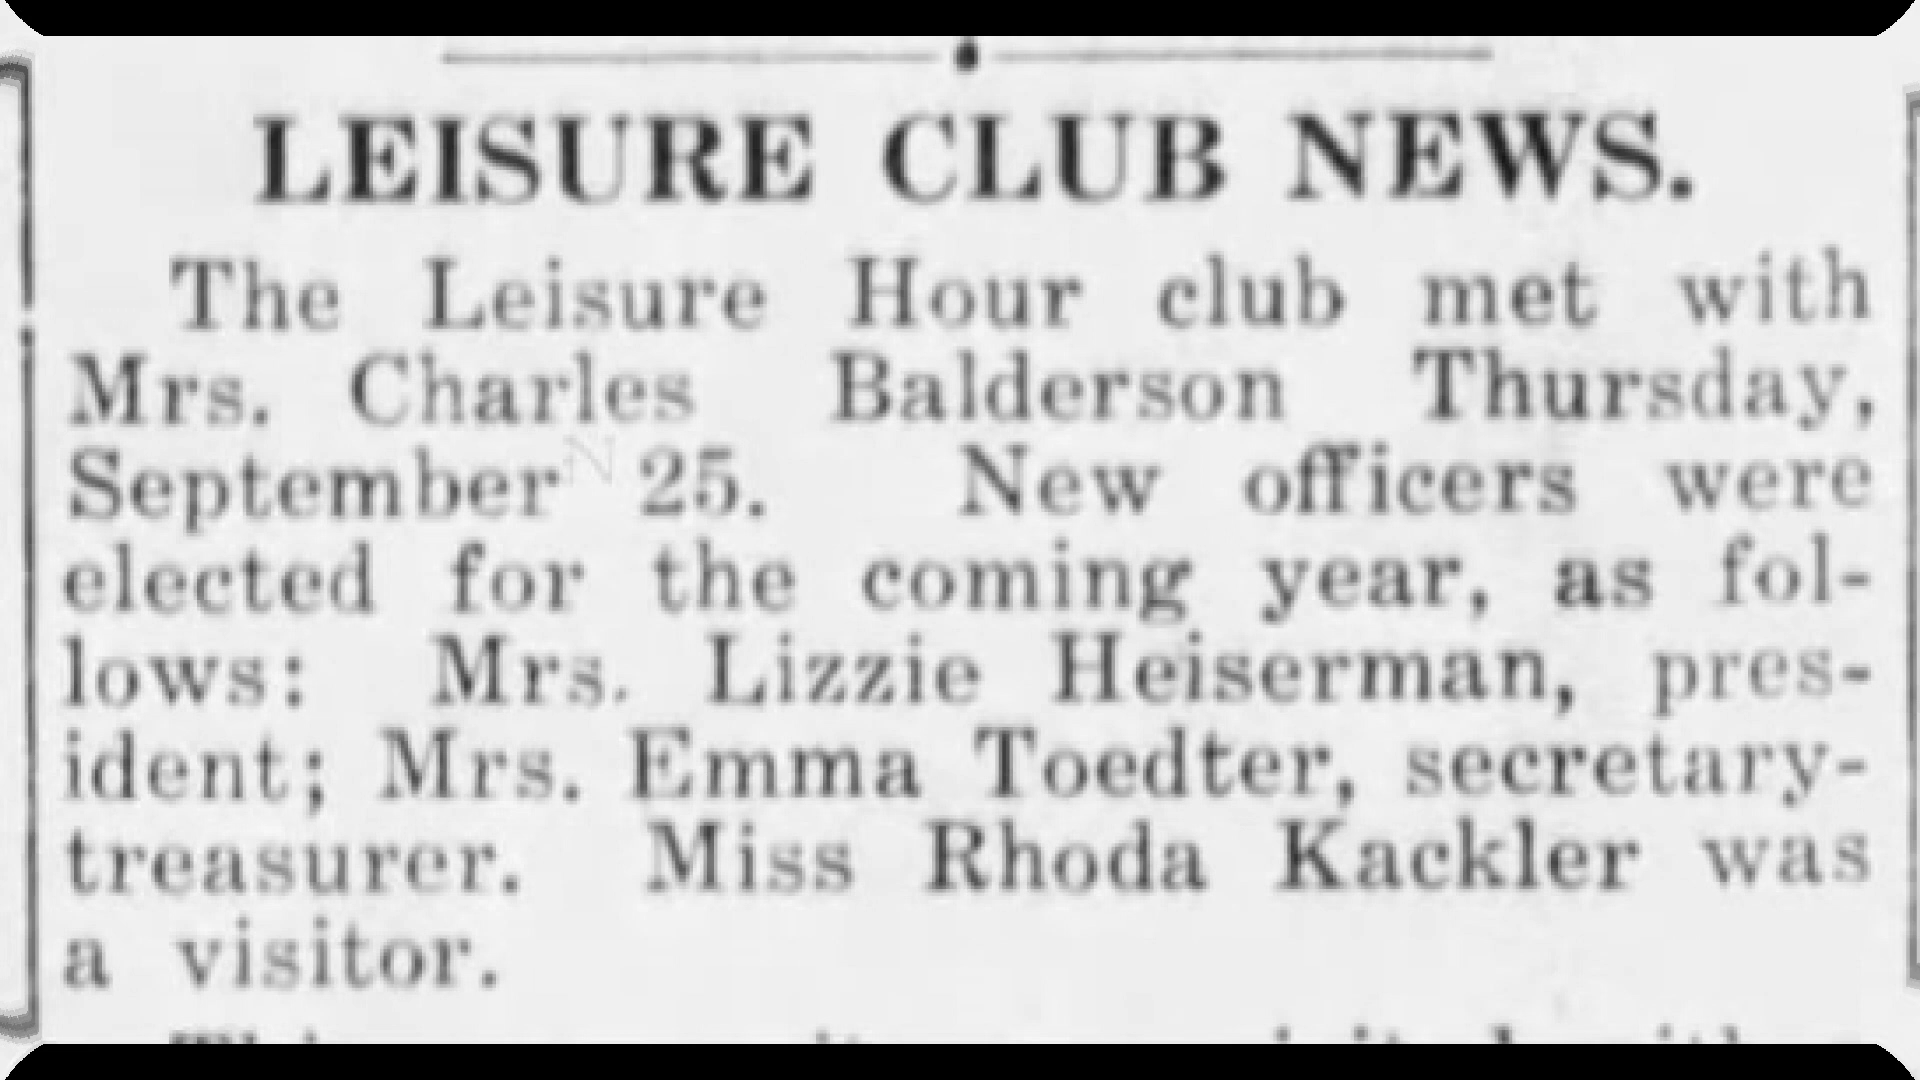 LEISURE CLUB NEWS.
The Leisure Hour club met with
Mrs. Charles Balderson Thursday,
September 25. New officers were
elected for the coming year, as fol-
lows: Mrs. Lizzie Heiserman, pres-
ident; Mrs. Emma Toedter, secretary-
treasurer. Miss Rhoda Kackler was
a visitor.